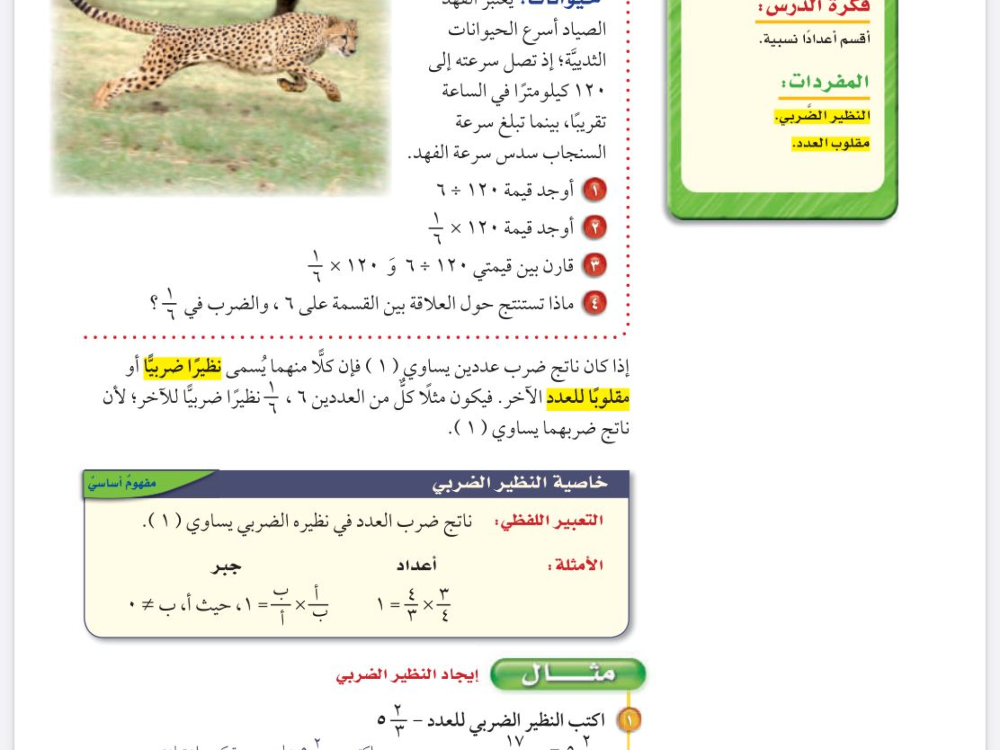 فكرة الدرس:
أقسم أعدادًا نسبية.
المفردات:
النظير الضَّربي.
مقلوب العدد.
حيوانات: يعتبر الفهد
الصياد أسرع الحيوانات
الثدييَّة؛ إذ تصل سرعته إلى
١٢٠ كيلومترًا في الساعة
تقريبًا، بينما تبلغ سرعة
السنجاب سدس سرعة الفهد.
١ أوجد قيمة ١٢٠ ÷ ٦
٢ أوجد قيمة ١٢٠ × ١/٦
٣ قارن بين قيمتي ١٢٠ ÷ ٦ وَ ١٢٠ × ١/٦
٤ ماذا تستنتج حول العلاقة بين القسمة على ٦ ، والضرب في ١/٦ ؟
إذا كان ناتج ضرب عددين يساوي ( ١ ) فإن كلًّا منهما يُسمى نظيرًا ضربيًّا أو
مقلوبًا للعدد الآخر. فيكون مثلًا كلٌّ من العددين ٦ ، ١/٦ نظيرًا ضربيًّا للآخر؛ لأن
ناتج ضربهما يساوي ( ١ ).
خاصية النظير الضربي
مفهومٌ أساسيّ
التعبير اللفظي: ناتج ضرب العدد في نظيره الضربي يساوي ( ١ ).
الأمثلة: أعداد جبر
٣/٤ × ٤/٣ = ١ أ/ب × ب/أ = ١، حيث أ، ب ≠ ٠
مثـــال إيجاد النظير الضربي
١ اكتب النظير الضربي للعدد – ٥ ٢/٣